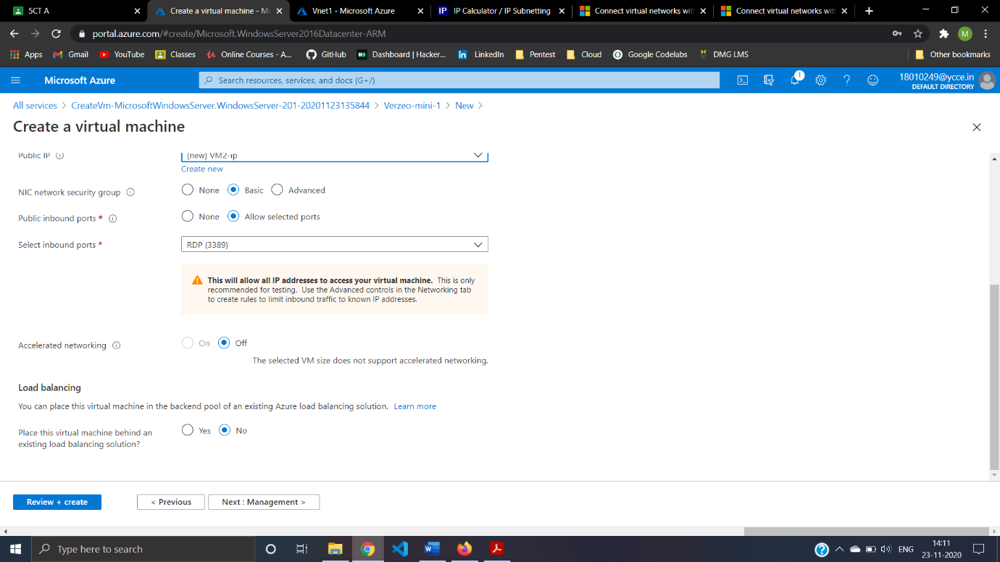 5CT A
Create a virtual machine - Mi
Vnet1 - Microsoft Azure
IP Calculator / IP Subnetting
Connect virtual networks wit
Connect virtual networks wit
portal.azure.com/#create/Microsoft.WindowsServer2016Datacenter-ARM
M
Apps
Gmail
YouTube
Classes
Online Courses - A...
GitHub
Dashboard | Hacker...
LinkedIn
Pentest
Cloud
Google Codelabs
DMG LMS
Other bookmarks
Microsoft Azure
Search resources, services, and docs (G+/)
1
18010249@ycce.in
DEFAULT DIRECTORY
All services > CreateVm-MicrosoftWindowsServer.WindowsServer-201-20201123135844 > Verzeo-mini-1 > New >
Create a virtual machine
Public IP
(new) VM2-ip
Create new
NIC network security group
None
Basic
Advanced
Public inbound ports *
None
Allow selected ports
Select inbound ports *
RDP (3389)
This will allow all IP addresses to access your virtual machine. This is only
recommended for testing. Use the Advanced controls in the Networking tab
to create rules to limit inbound traffic to known IP addresses.
Accelerated networking
On
Off
The selected VM size does not support accelerated networking.
Load balancing
You can place this virtual machine in the backend pool of an existing Azure load balancing solution. Learn more
Place this virtual machine behind an
existing load balancing solution?
Yes
No
Review + create
< Previous
Next : Management >
Type here to search
ENG
14:11
23-11-2020